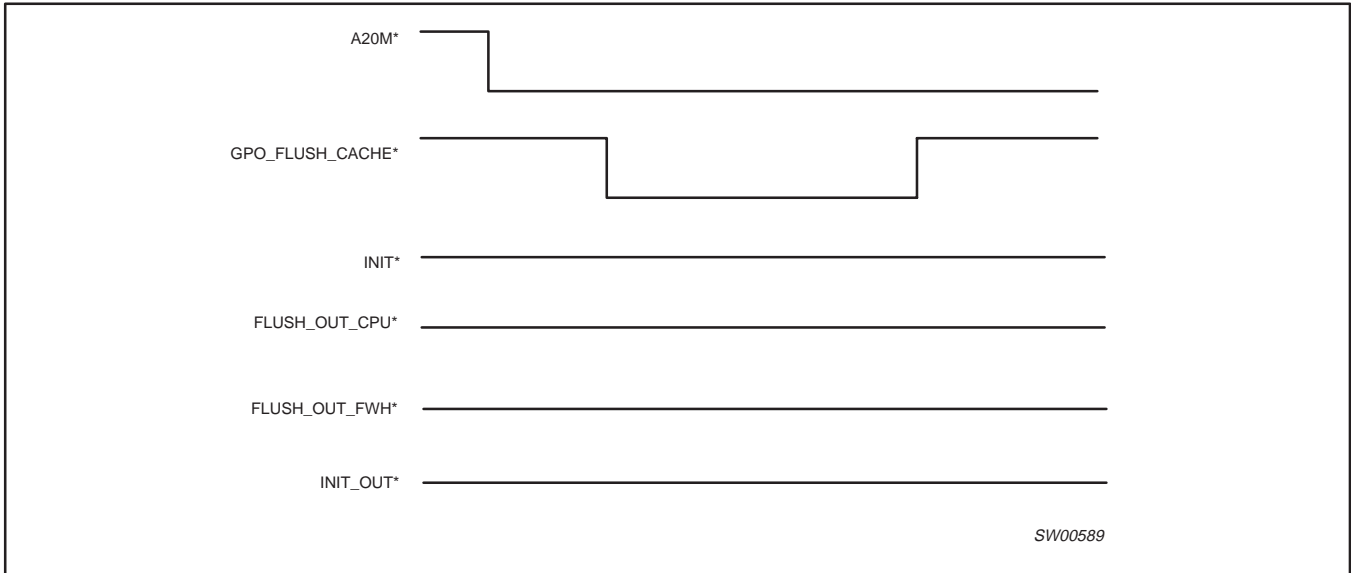 A20M*
GPO_FLUSH_CACHE*
INIT*
FLUSH_OUT_CPU*
FLUSH_OUT_FWH*
INIT_OUT*
SW00589